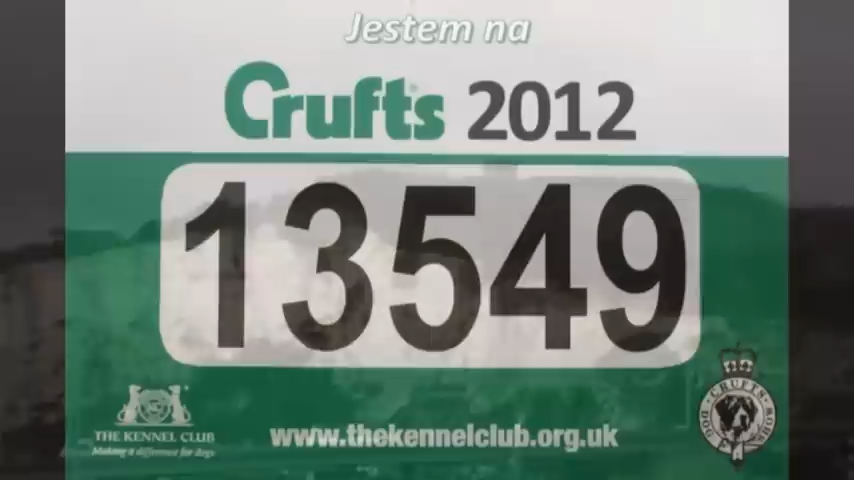 Jestem na
Crufts 2012
13549
THE KENNEL CLUB
Making a difference for dogs
www.thekennelclub.org.uk
CRUFTS
DOG SHOW